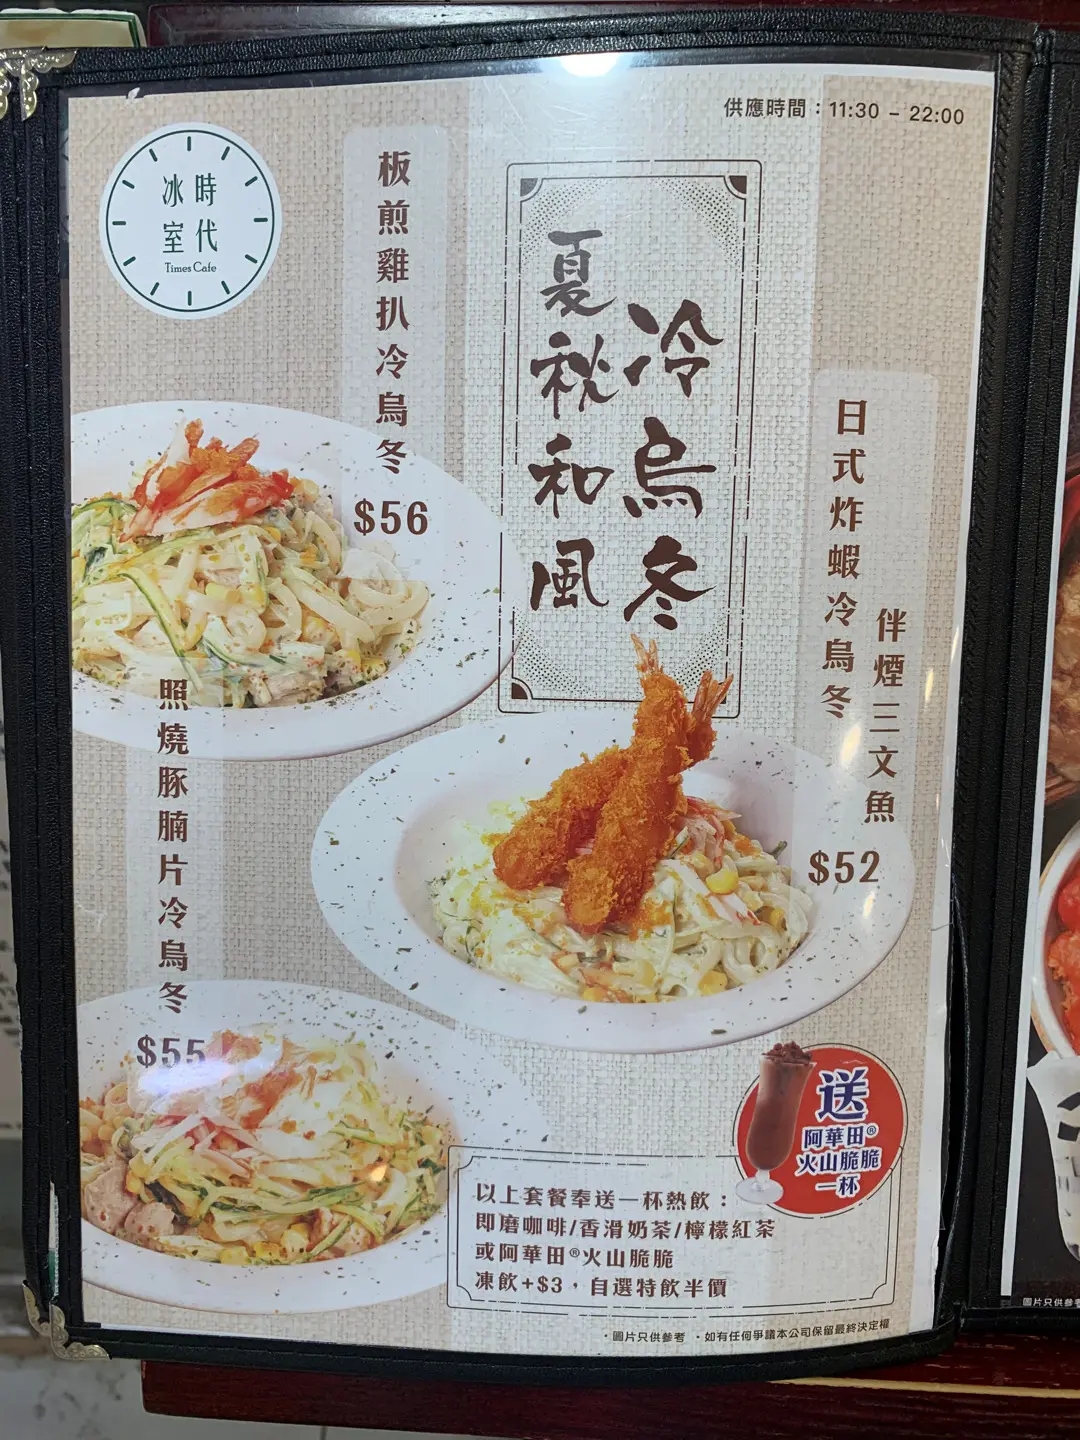 供應時間：11:30 – 22:00
時代
冰室
Times Cafe
冷烏冬
夏秋和風
板煎雞扒冷烏冬
$56
日式炸蝦冷烏冬
伴煙三文魚
$52
照燒豚腩片冷烏冬
$55
送
阿華田®
火山脆脆
一杯
以上套餐奉送一杯熱飲：
即磨咖啡/香滑奶茶/檸檬紅茶
或阿華田®火山脆脆
凍飲+$3，自選特飲半價
・圖片只供參考 ・如有任何爭議本公司保留最終決定權
圖片只供參考